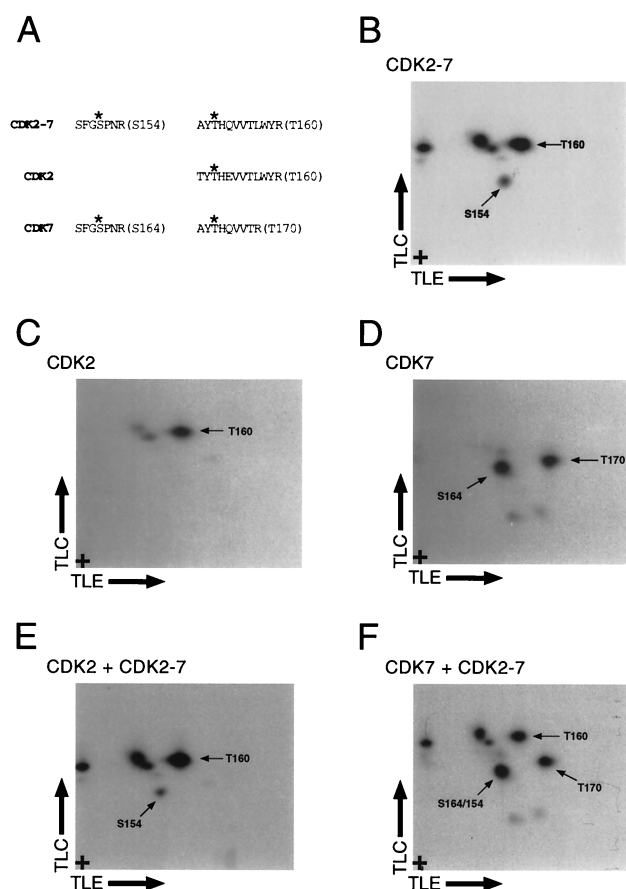 A
* *
CDK2-7 SFGSPNR(S154) AYTHQVVTLWYR(T160)
*
CDK2 TYTHEVVTLWYR(T160)
* *
CDK7 SFGSPNR(S164) AYTHQVVTR(T170)
B
CDK2-7
T160
S154
TLC
+
TLE
C
CDK2
T160
TLC
+
TLE
D
CDK7
T170
S164
TLC
+
TLE
E
CDK2 + CDK2-7
T160
S154
TLC
+
TLE
F
CDK7 + CDK2-7
T160
S164/154
T170
TLC
+
TLE